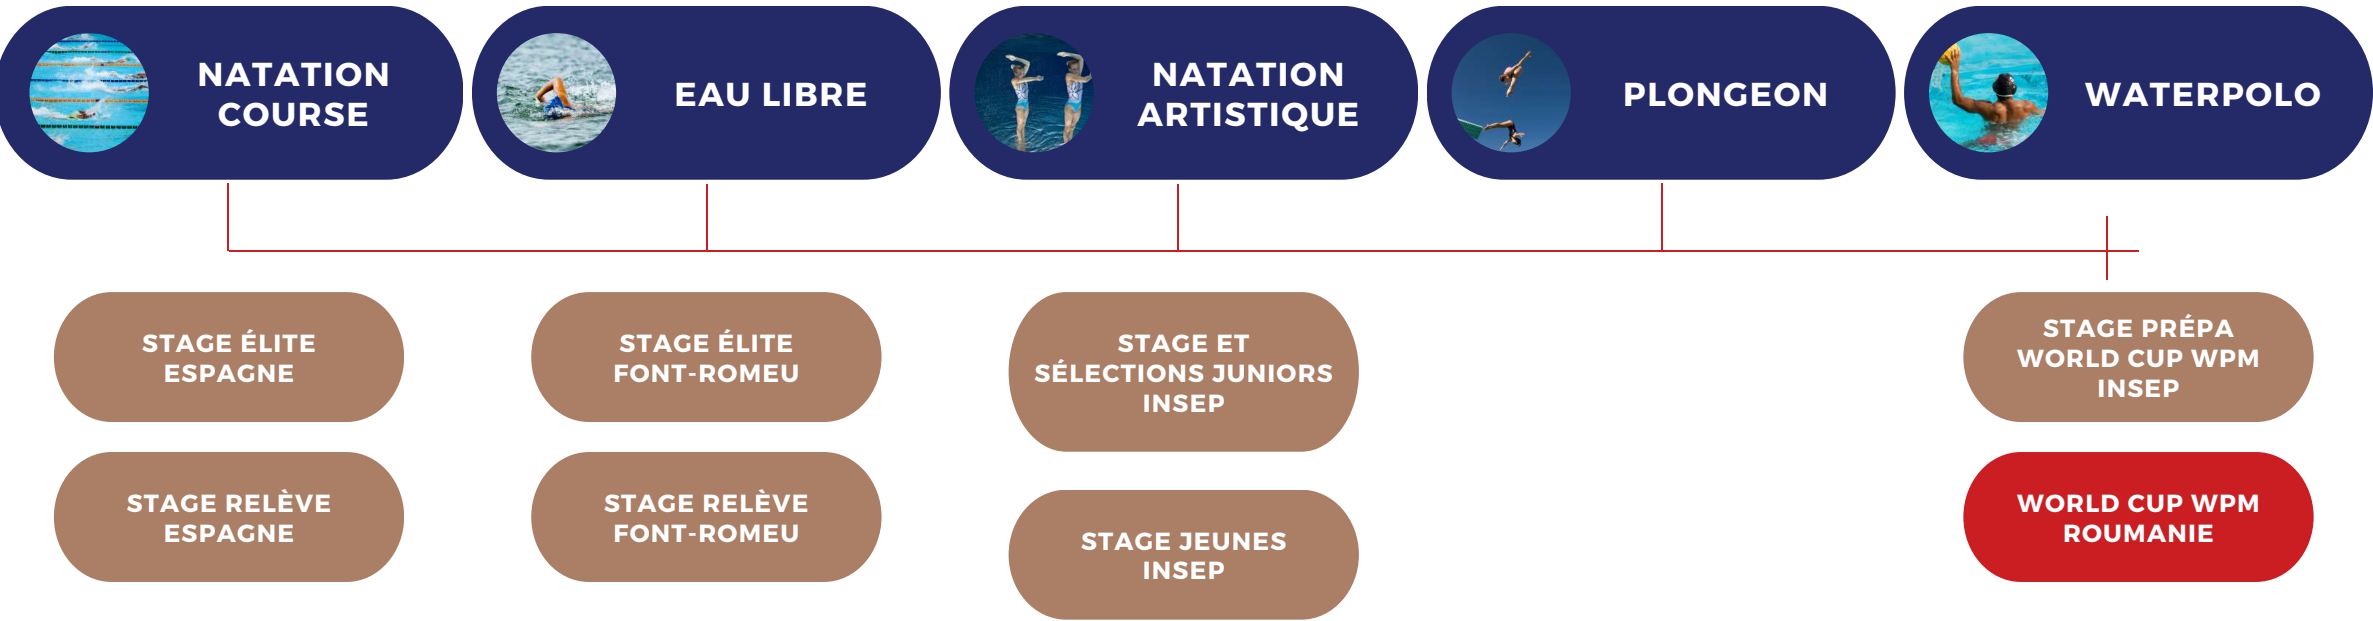 NATATION
COURSE
EAU LIBRE
NATATION
ARTISTIQUE
PLONGEON
WATERPOLO
STAGE ÉLITE
ESPAGNE
STAGE RELÈVE
ESPAGNE
STAGE ÉLITE
FONT-ROMEU
STAGE RELÈVE
FONT-ROMEU
STAGE ET
SÉLECTIONS JUNIORS
INSEP
STAGE JEUNES
INSEP
STAGE PRÉPA
WORLD CUP WPM
INSEP
WORLD CUP WPM
ROUMANIE